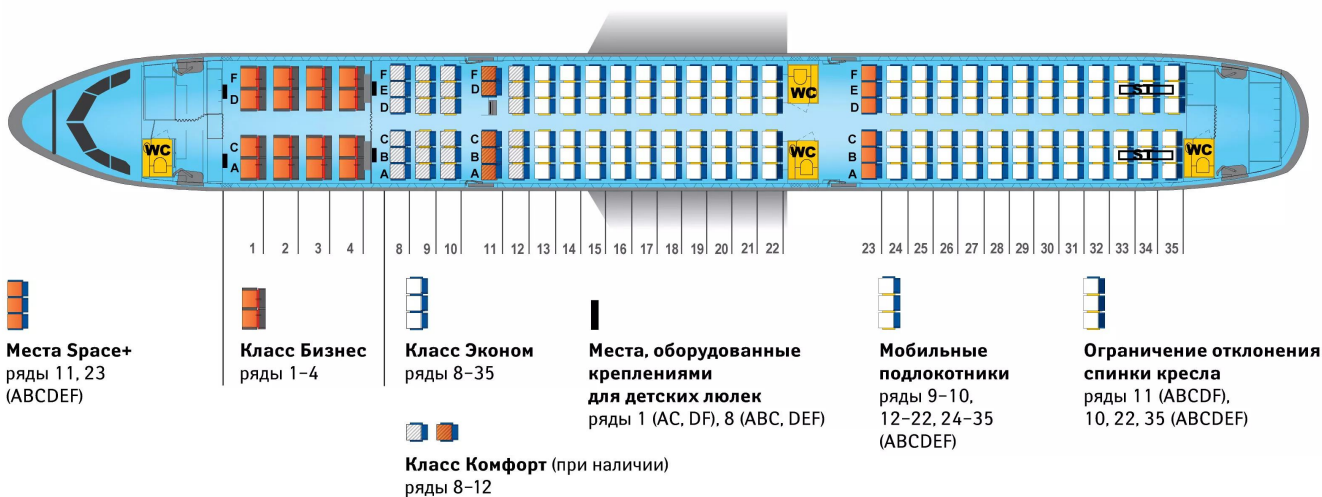 WC
WC
F
D
C
A
F
E
D
C
B
A
F
D
C
B
A
WC
WC
F
E
D
C
B
A
ST
ST
WC
1 2 3 4 8 9 10 11 12 13 14 15 16 17 18 19 20 21 22 23 24 25 26 27 28 29 30 31 32 33 34 35
Места Space+
ряды 11, 23
(ABCDEF)
Класс Бизнес
ряды 1–4
Класс Эконом
ряды 8–35
Класс Комфорт (при наличии)
ряды 8–12
Места, оборудованные
креплениями
для детских люлек
ряды 1 (AC, DF), 8 (ABC, DEF)
Мобильные
подлокотники
ряды 9–10,
12–22, 24–35
(ABCDEF)
Ограничение отклонения
спинки кресла
ряды 11 (ABCDF),
10, 22, 35 (ABCDEF)